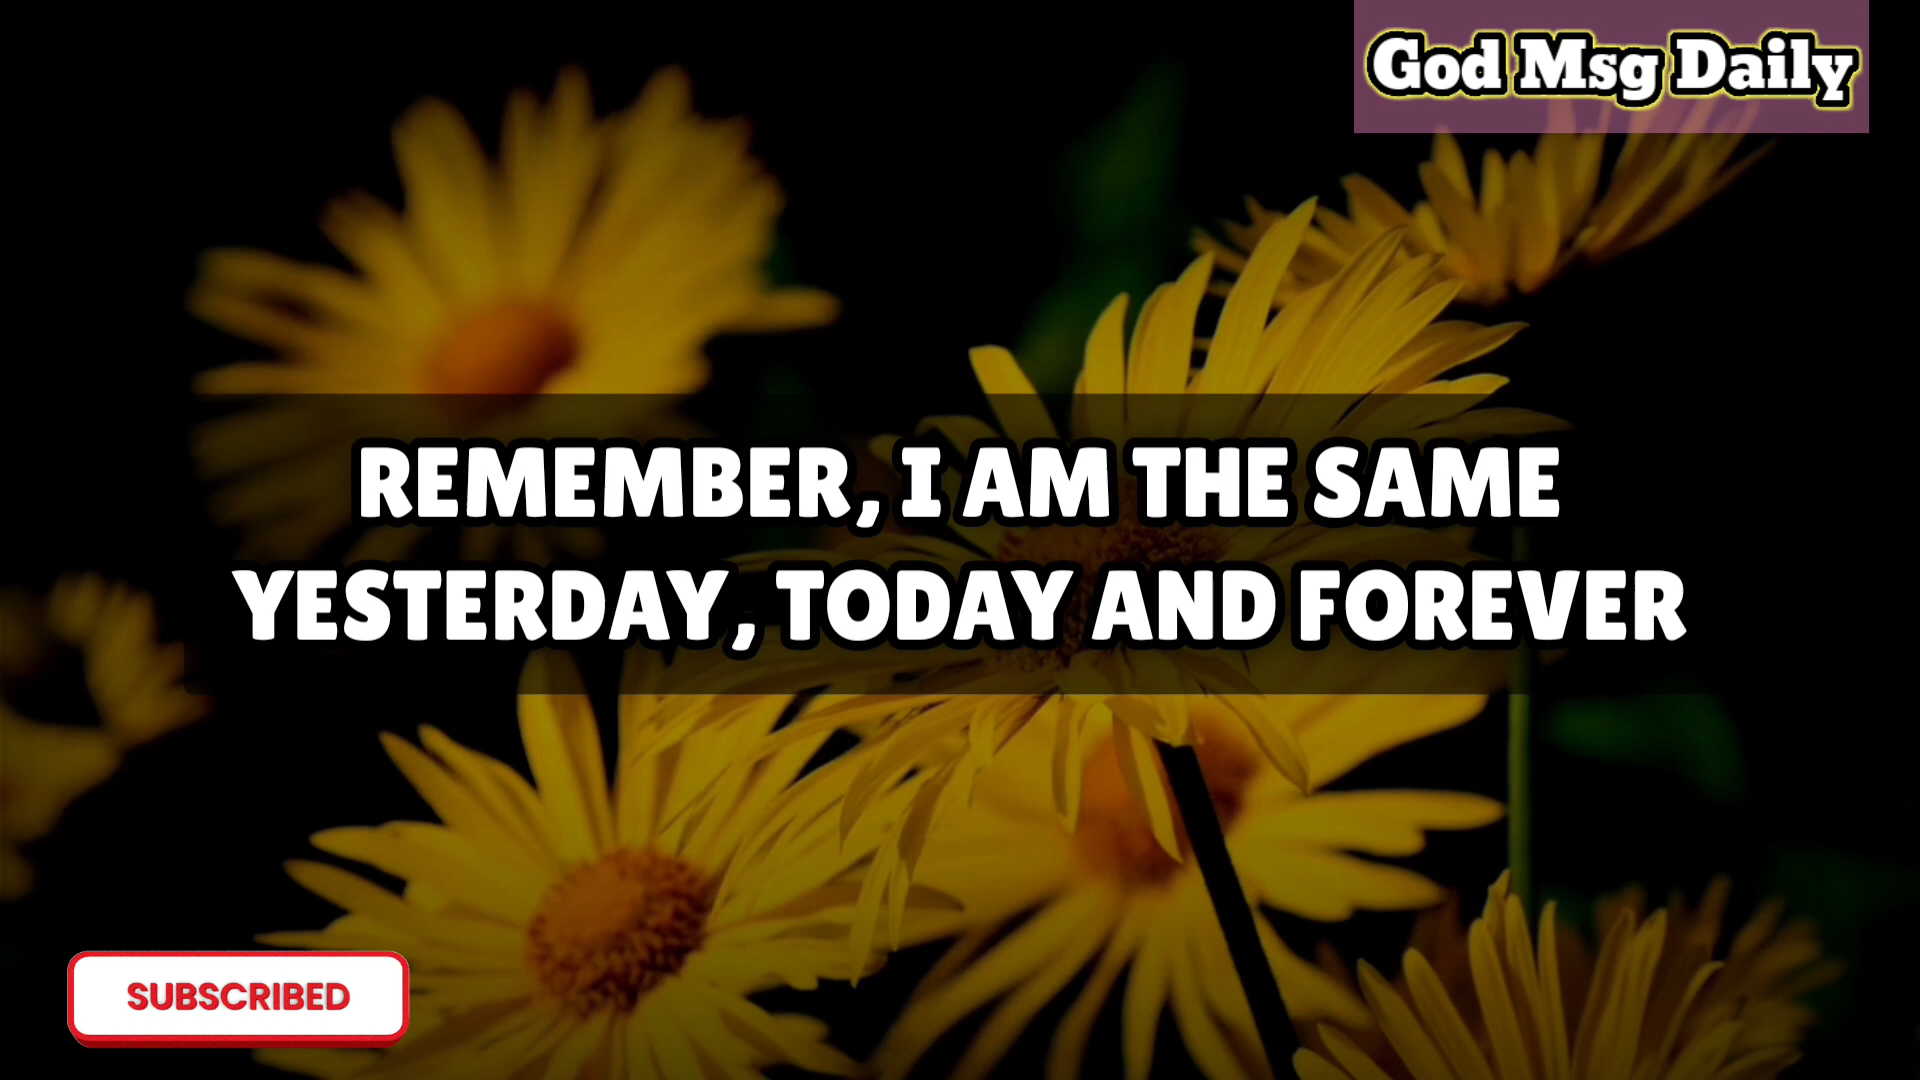 God Msg Daily
REMEMBER, I AM THE SAME
YESTERDAY, TODAY AND FOREVER
SUBSCRIBED